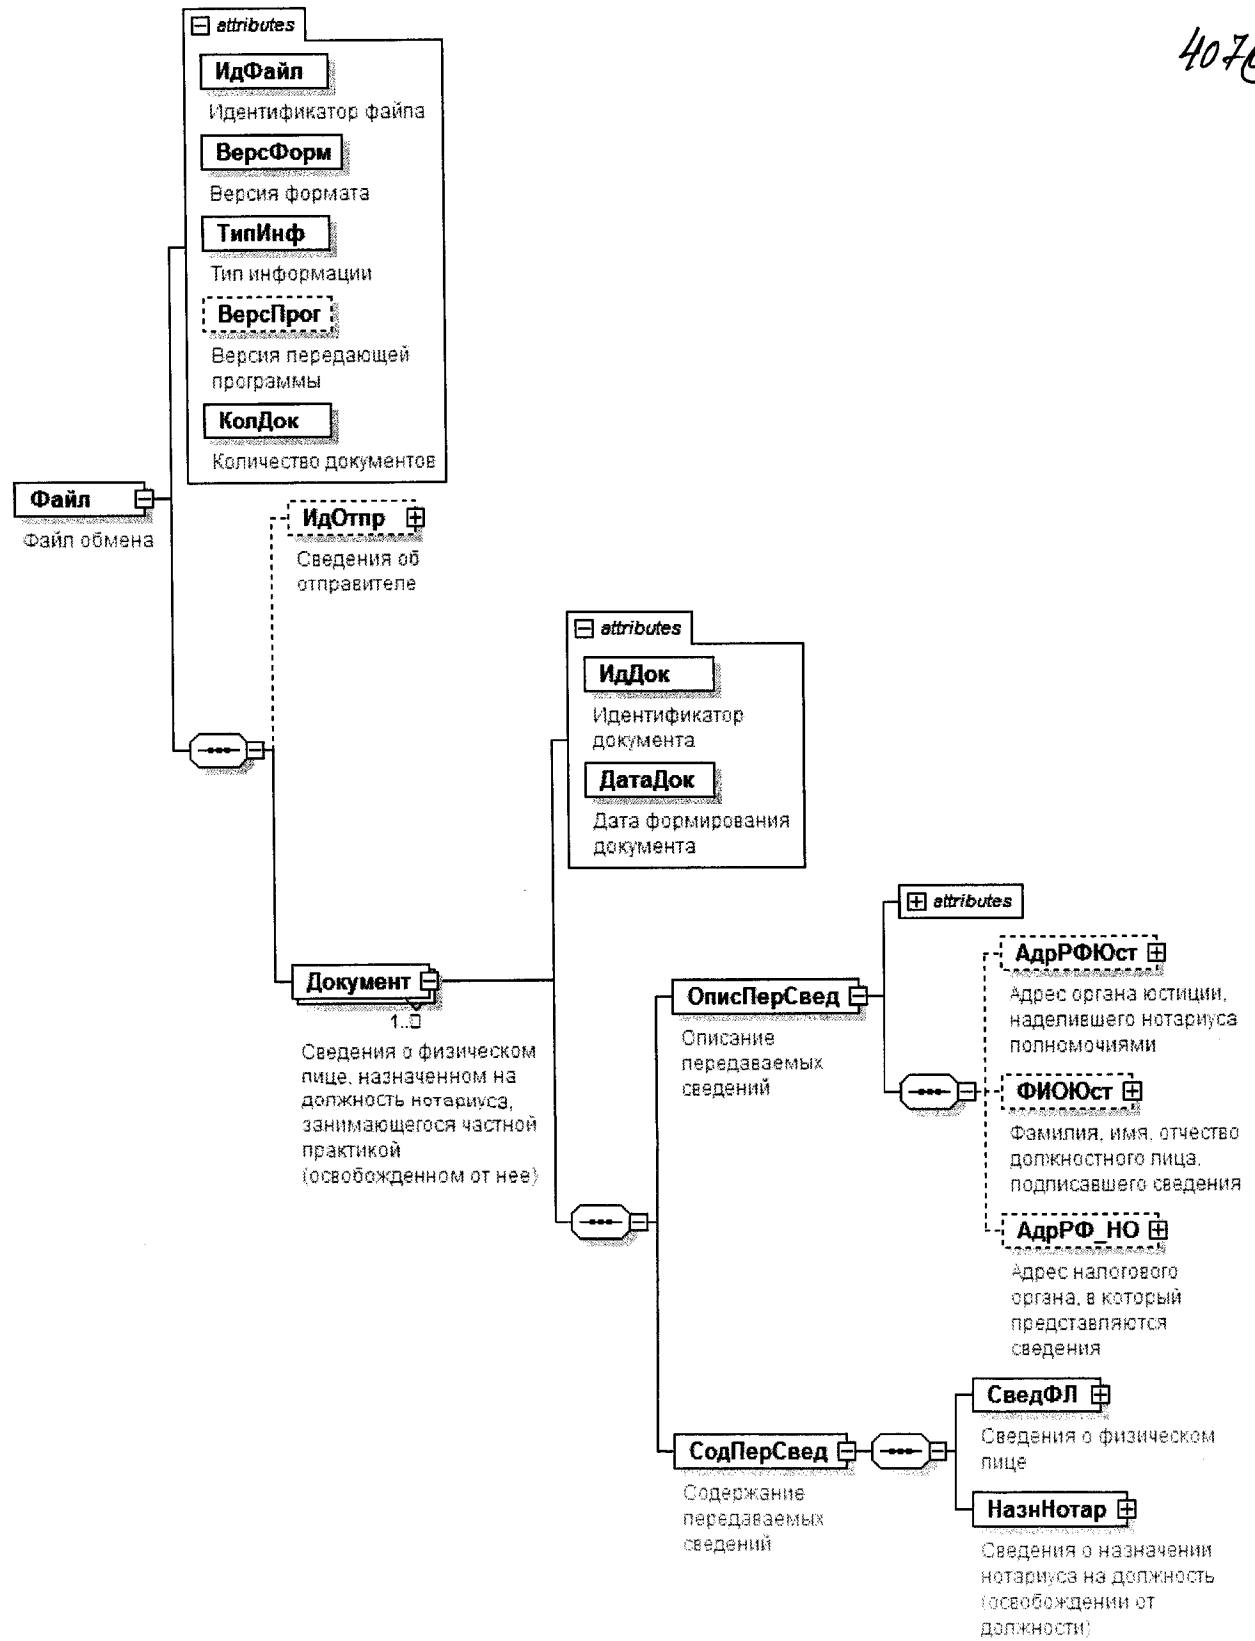 attributes
ИдФайл
Идентификатор файла
ВерсФорм
Версия формата
ТипИнф
Тип информации
ВерсПрог
Версия передающей
программы
КолДок
Количество документов
Файл
Файл обмена
ИдОтпр
Сведения об
отправителе
attributes
ИдДок
Идентификатор
документа
ДатаДок
Дата формирования
документа
Документ
Сведения о физическом
лице, назначенном на
должность нотариуса,
занимающегося частной
практикой
(освобожденном от нее)
ОписПерСвед
Описание
передаваемых
сведений
attributes
АдрРФЮст
Адрес органа юстиции,
наделившего нотариуса
полномочиями
ФИОЮст
Фамилия, имя, отчество
должностного лица,
подписавшего сведения
АдрРФ_НО
Адрес налогового
органа, в который
представляются
сведения
СодПерСвед
Содержание
передаваемых
сведений
СведФЛ
Сведения о физическом
лице
НазнНотар
Сведения о назначении
нотариуса на должность
(освобождении от
должности)